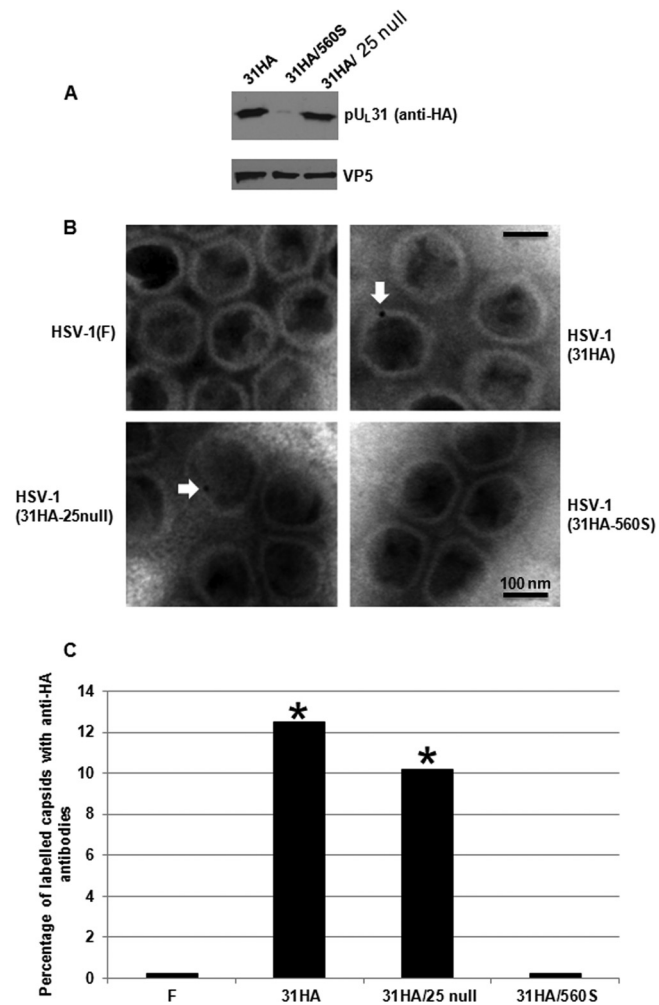 31HA
31HA/560S
31HA/ 25 null
A
pUL31 (anti-HA)
VP5
B
HSV-1(F)
HSV-1
(31HA)
HSV-1
(31HA-25null)
HSV-1
(31HA-560S)
100 nm
C
Percentage of labelled capsids with anti-HA
antibodies
14
12
10
8
6
4
2
0
*
*
F
31HA
31HA/25 null
31HA/560S